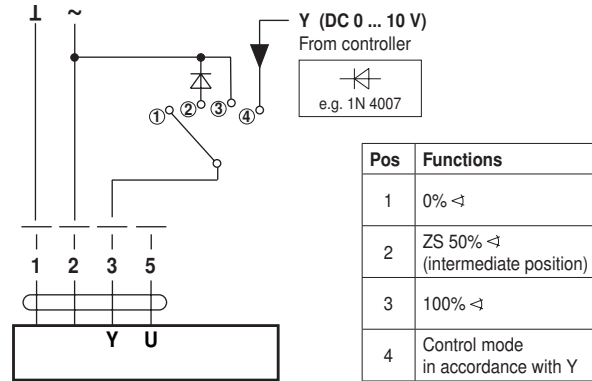 ⊥ ~
Y (DC 0 ... 10 V)
From controller
e.g. 1N 4007
① ② ③ ④
1 2 3 5
Y U
Pos Functions
1 0% ∢
2 ZS 50% ∢
(intermediate position)
3 100% ∢
4 Control mode
in accordance with Y